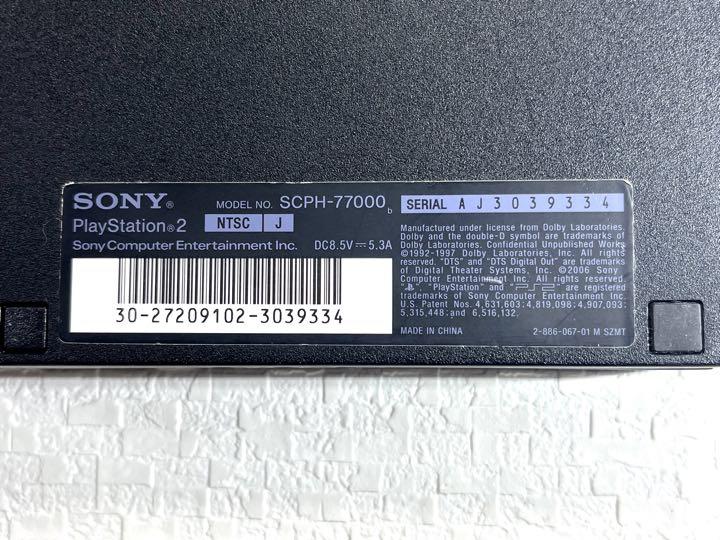 SONY®
MODEL NO. SCPH-77000 b
PlayStation®2 NTSC J
Sony Computer Entertainment Inc. DC8.5V ⎓ 5.3A
30-27209102-3039334
SERIAL A J 3 0 3 9 3 3 4
Manufactured under license from Dolby Laboratories.
Dolby and the double-D symbol are trademarks of
Dolby Laboratories. Confidential Unpublished Works
©1992-1997 Dolby Laboratories, Inc. All rights
reserved. "DTS" and "DTS Digital Out" are trademarks
of Digital Theater Systems, Inc. ©2006 Sony
Computer Entertainment Inc. All rights reserved.
" ", "PlayStation" and "PS2" are registered
trademarks of Sony Computer Entertainment Inc.
U.S. Patent Nos. 4,631,603; 4,819,098; 4,907,093;
5,315,448; and 6,516,132.
MADE IN CHINA 2-886-067-01 M SZMT